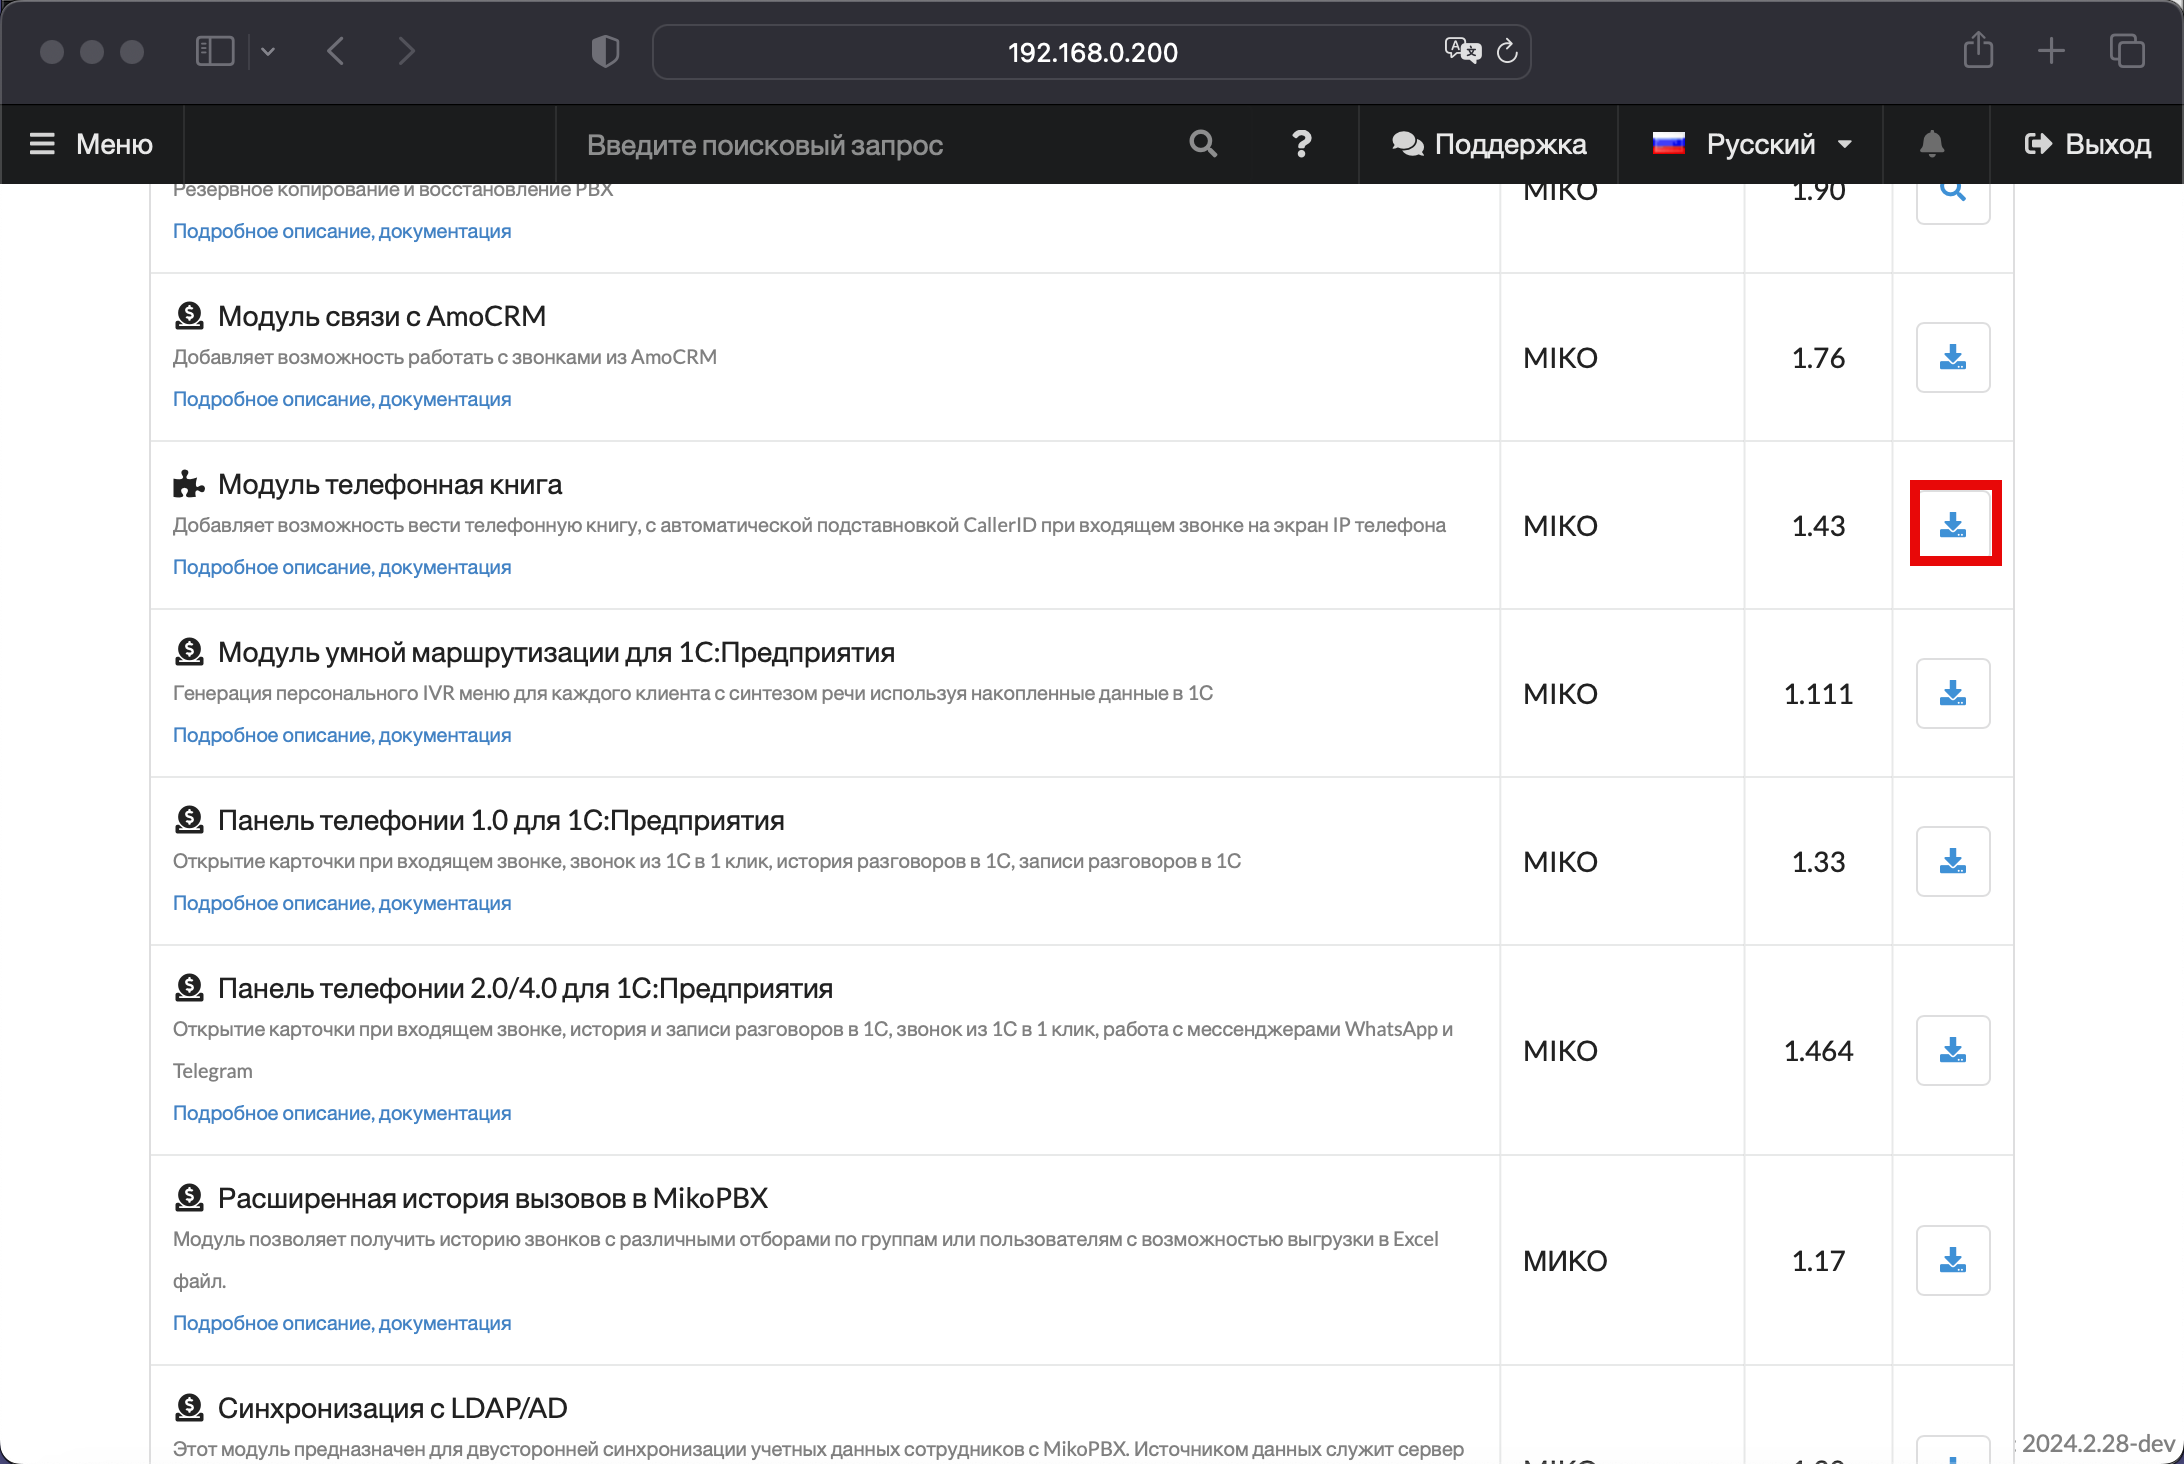 192.168.0.200
Меню
Введите поисковый запрос
?
Поддержка
Русский
Выход
Резервное копирование и восстановление PBX
MIKO
1.90
Подробное описание, документация
Модуль связи с AmoCRM
Добавляет возможность работать с звонками из AmoCRM
Подробное описание, документация
MIKO
1.76
Модуль телефонная книга
Добавляет возможность вести телефонную книгу, с автоматической подставновкой CallerID при входящем звонке на экран IP телефона
Подробное описание, документация
MIKO
1.43
Модуль умной маршрутизации для 1С:Предприятия
Генерация персонального IVR меню для каждого клиента с синтезом речи используя накопленные данные в 1С
Подробное описание, документация
MIKO
1.111
Панель телефонии 1.0 для 1С:Предприятия
Открытие карточки при входящем звонке, звонок из 1С в 1 клик, история разговоров в 1С, записи разговоров в 1С
Подробное описание, документация
MIKO
1.33
Панель телефонии 2.0/4.0 для 1С:Предприятия
Открытие карточки при входящем звонке, история и записи разговоров в 1С, звонок из 1С в 1 клик, работа с мессенджерами WhatsApp и
Telegram
Подробное описание, документация
MIKO
1.464
Расширенная история вызовов в MikoPBX
Модуль позволяет получить историю звонков с различными отборами по группам или пользователям с возможностью выгрузки в Excel
файл.
Подробное описание, документация
МИКО
1.17
Синхронизация с LDAP/AD
Этот модуль предназначен для двусторонней синхронизации учетных данных сотрудников с MikoPBX. Источником данных служит сервер
: 2024.2.28-dev